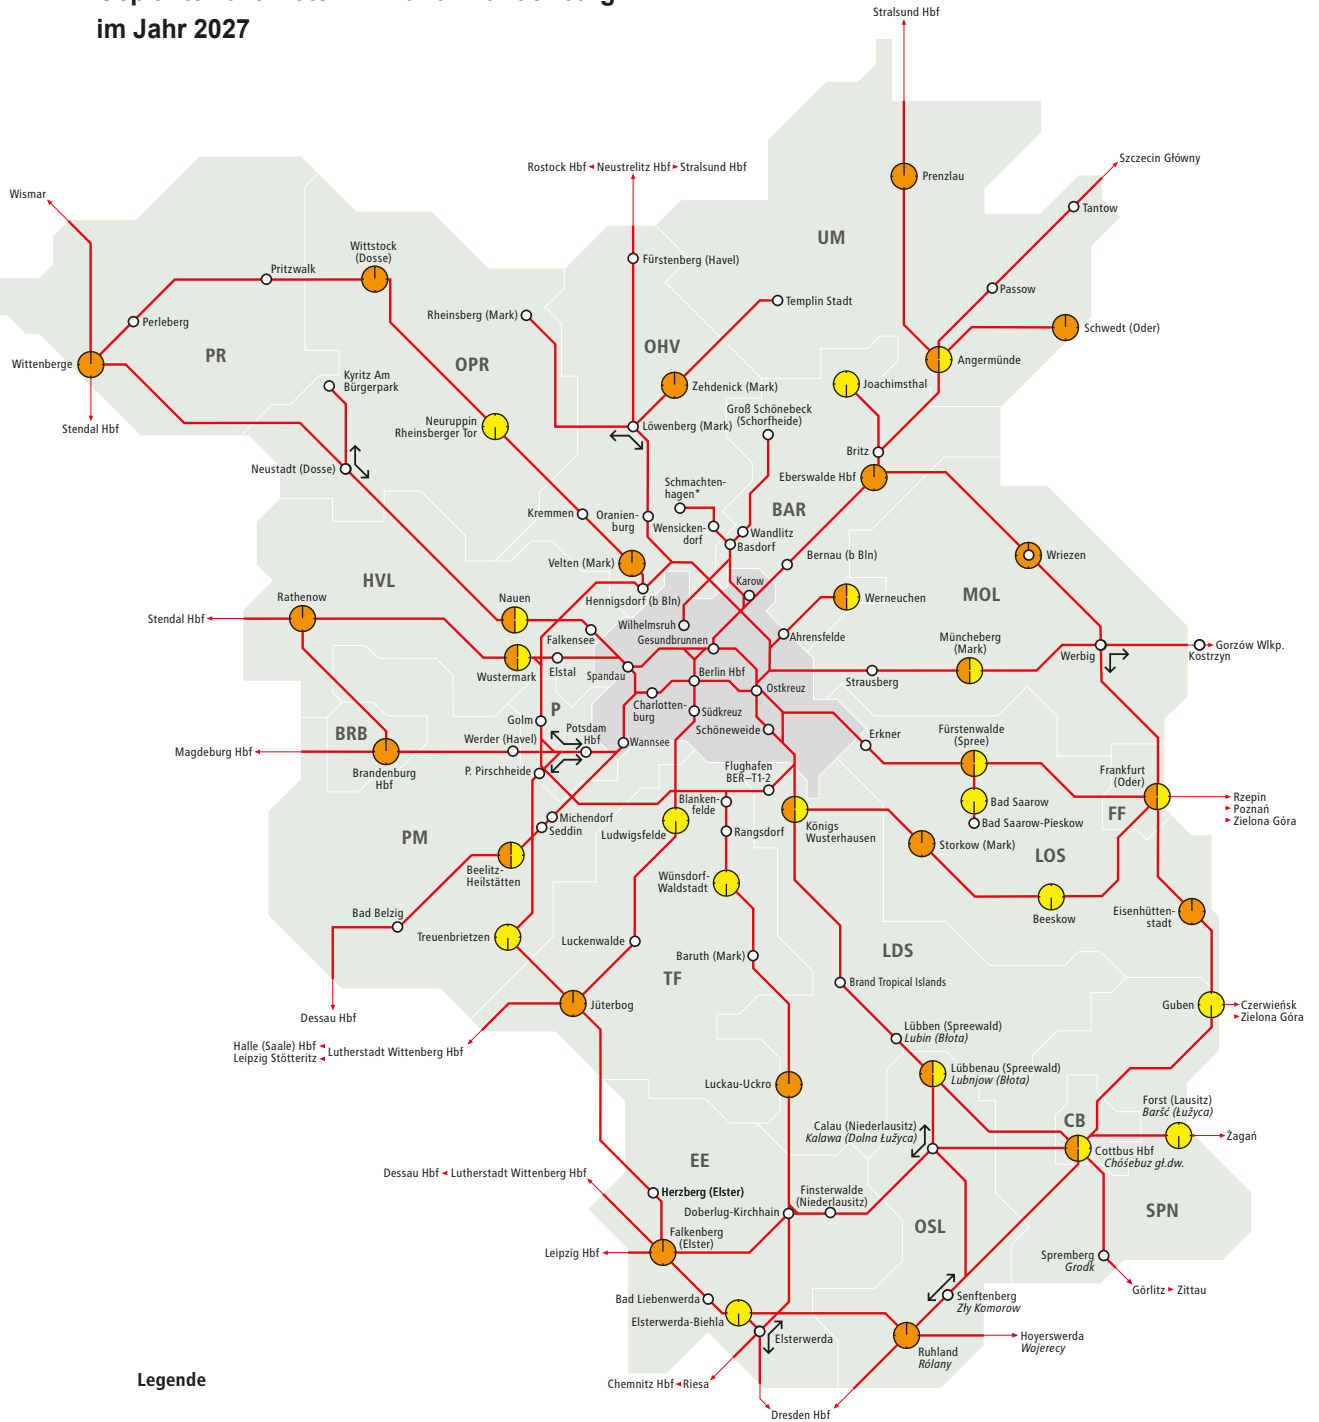 im Jahr 2027
Stralsund Hbf
Szczecin Główny
Rostock Hbf
Neustrelitz Hbf
Stralsund Hbf
Prenzlau
Wismar
Tantow
UM
Wittstock
(Dosse)
Fürstenberg (Havel)
Pritzwalk
Passow
Templin Stadt
Rheinsberg (Mark)
Perleberg
Schwedt (Oder)
OHV
PR
OPR
Angermünde
Wittenberge
Kyritz Am
Bürgerpark
Zehdenick (Mark)
Joachimsthal
Groß Schönebeck
(Schorfheide)
Neuruppin
Rheinsberger Tor
Löwenberg (Mark)
Stendal Hbf
Britz
Neustadt (Dosse)
Eberswalde Hbf
Schmachten-
hagen*
BAR
Kremmen
Oranien-
burg
Wensicken-
dorf
Wandlitz
Basdorf
Bernau (b Bln)
Wriezen
Velten (Mark)
HVL
Karow
MOL
Rathenow
Nauen
Hennigsdorf (b Bln)
Werneuchen
Stendal Hbf
Wilhelmsruh
Falkensee
Gesundbrunnen
Ahrensfelde
Müncheberg
(Mark)
Gorzów Wlkp.
Kostrzyn
Werbig
Wustermark
Elstal
Spandau
Berlin Hbf
Strausberg
Ostkreuz
Charlotten-
burg
P
Golm
Südkreuz
Schöneweide
BRB
Potsdam
Hbf
Werder (Havel)
Wannsee
Erkner
Fürstenwalde
(Spree)
Magdeburg Hbf
Brandenburg
Hbf
P. Pirschheide
Flughafen
BER–T1-2
Frankfurt
(Oder)
Blanken-
felde
Bad Saarow
Rzepin
Poznań
Zielona Góra
FF
Michendorf
Seddin
Ludwigsfelde
Rangsdorf
Königs
Wusterhausen
Bad Saarow-Pieskow
PM
Storkow (Mark)
LOS
Beelitz-
Heilstätten
Wünsdorf-
Waldstadt
Beeskow
Bad Belzig
Eisenhütten-
stadt
Treuenbrietzen
Luckenwalde
Baruth (Mark)
LDS
TF
Brand Tropical Islands
Jüterbog
Guben
Czerwieńsk
Zielona Góra
Dessau Hbf
Lübben (Spreewald)
Lubin (Błota)
Halle (Saale) Hbf
Leipzig Stötteritz
Lutherstadt Wittenberg Hbf
Lübbenau (Spreewald)
Lubnjow (Błota)
Luckau-Uckro
Forst (Lausitz)
Baršć (Łužyca)
CB
Calau (Niederlausitz)
Kalawa (Dolna Łužyca)
Żagań
Cottbus Hbf
Chóśebuz gł.dw.
EE
Dessau Hbf
Lutherstadt Wittenberg Hbf
Herzberg (Elster)
Finsterwalde
(Niederlausitz)
Doberlug-Kirchhain
SPN
OSL
Falkenberg
(Elster)
Leipzig Hbf
Spremberg
Grodk
Görlitz
Zittau
Bad Liebenwerda
Senftenberg
Zły Komorow
Elsterwerda-Biehla
Elsterwerda
Hoyerswerda
Wojerecy
Ruhland
Rólany
Legende
Chemnitz Hbf
Riesa
Dresden Hbf